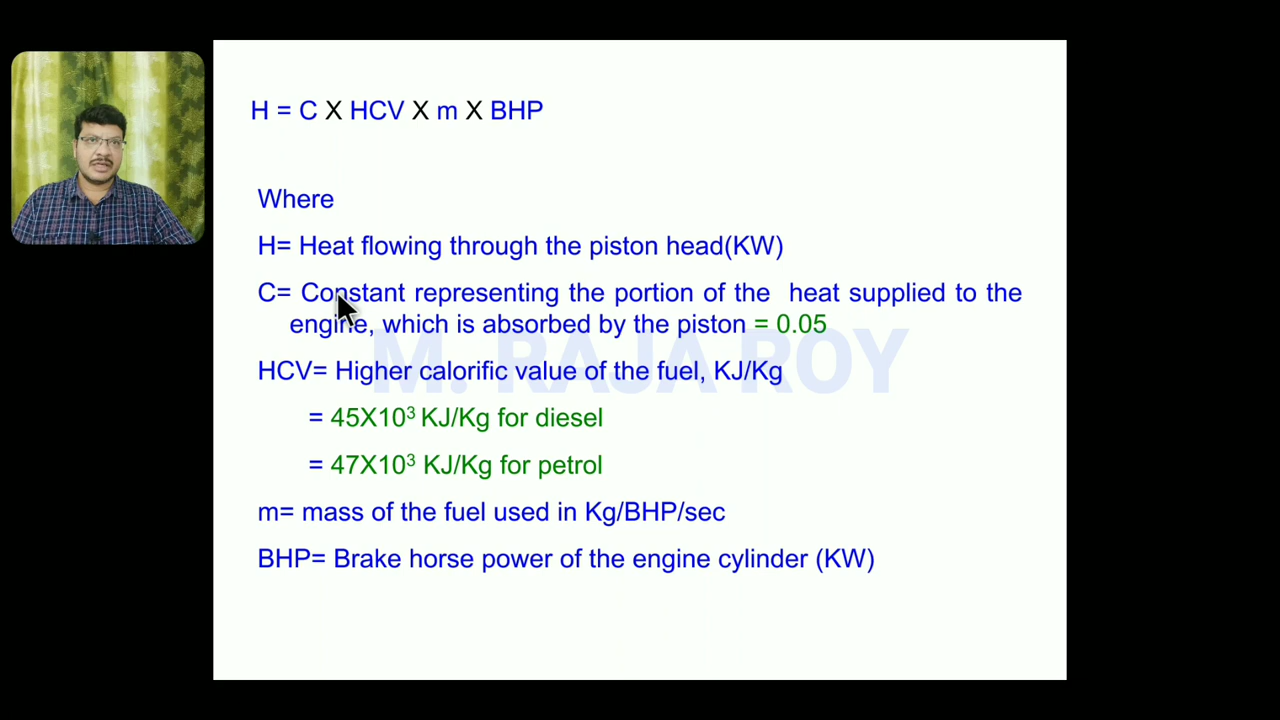 H = C X HCV X m X BHP
Where
H= Heat flowing through the piston head(KW)
C= Constant representing the portion of the heat supplied to the
engine, which is absorbed by the piston = 0.05
M. RAJA ROY
HCV= Higher calorific value of the fuel, KJ/Kg
= 45X10³ KJ/Kg for diesel
= 47X10³ KJ/Kg for petrol
m= mass of the fuel used in Kg/BHP/sec
BHP= Brake horse power of the engine cylinder (KW)